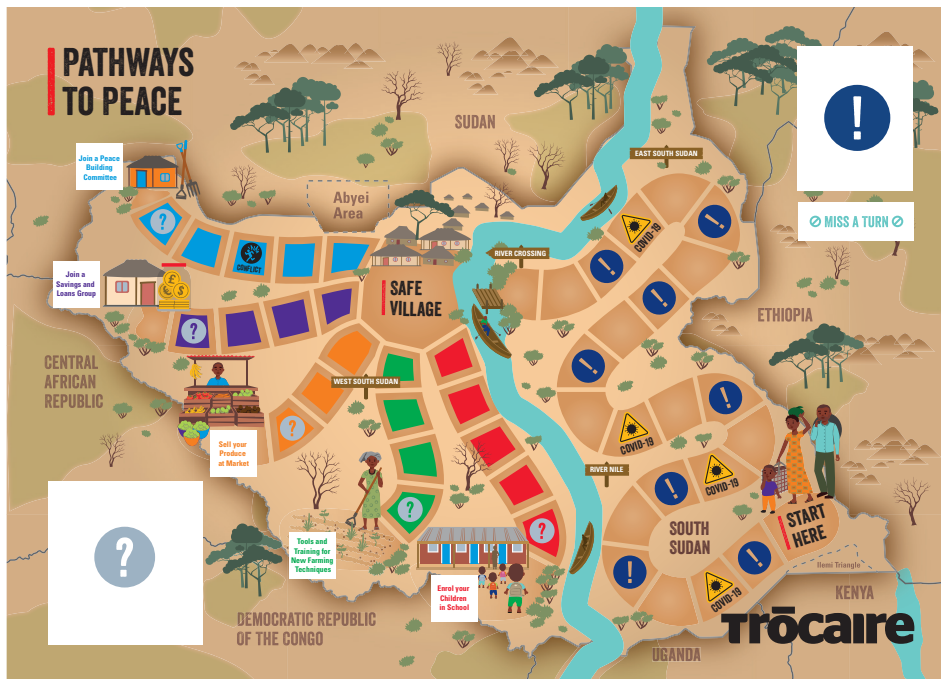 PATHWAYS
TO PEACE
SUDAN
EAST SOUTH SUDAN
!
⊘ MISS A TURN ⊘
Join a Peace
Building
Committee
?
CONFLICT
Abyei
Area
COVID-19
!
!
RIVER CROSSING
Join a
Savings and
Loans Group
£
€
$
?
SAFE
VILLAGE
!
ETHIOPIA
CENTRAL
AFRICAN
REPUBLIC
WEST SOUTH SUDAN
!
!
?
COVID-19
Sell your
Produce
at Market
RIVER NILE
!
COVID-19
?
?
START
HERE
SOUTH
SUDAN
?
Tools and
Training for
New Farming
Techniques
!
!
Ilemi Triangle
COVID-19
Enrol your
Children
in School
KENYA
DEMOCRATIC REPUBLIC
OF THE CONGO
Trōcaire
UGANDA